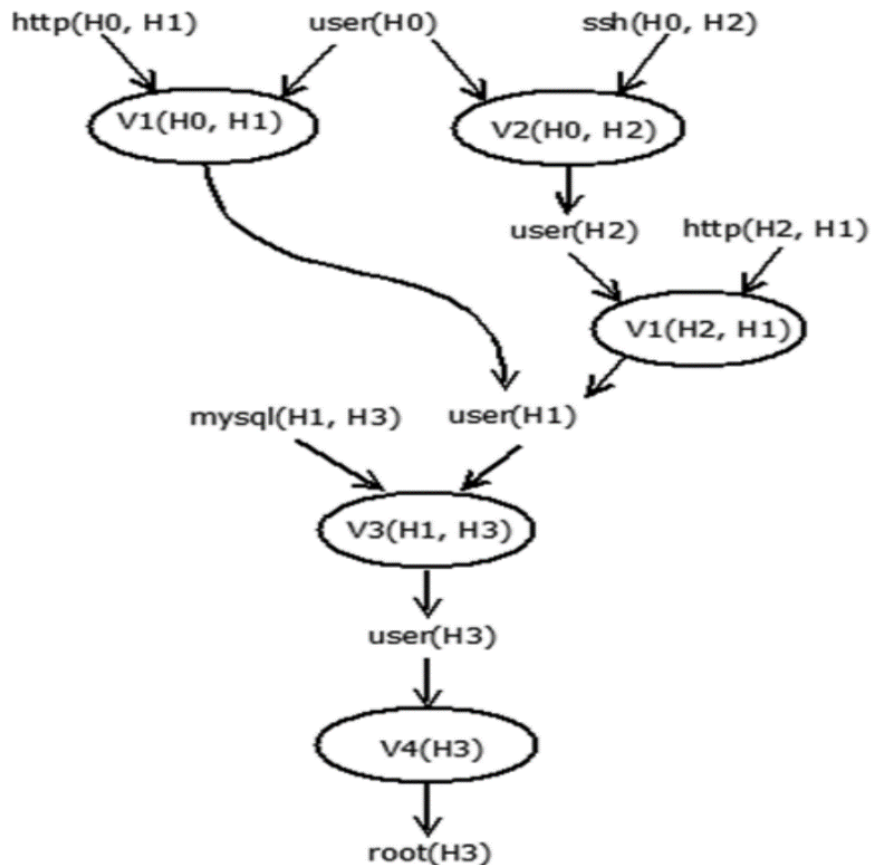 http(H0, H1) user(H0) ssh(H0, H2)
V1(H0, H1) V2(H0, H2)
user(H2) http(H2, H1)
V1(H2, H1)
mysql(H1, H3) user(H1)
V3(H1, H3)
user(H3)
V4(H3)
root(H3)